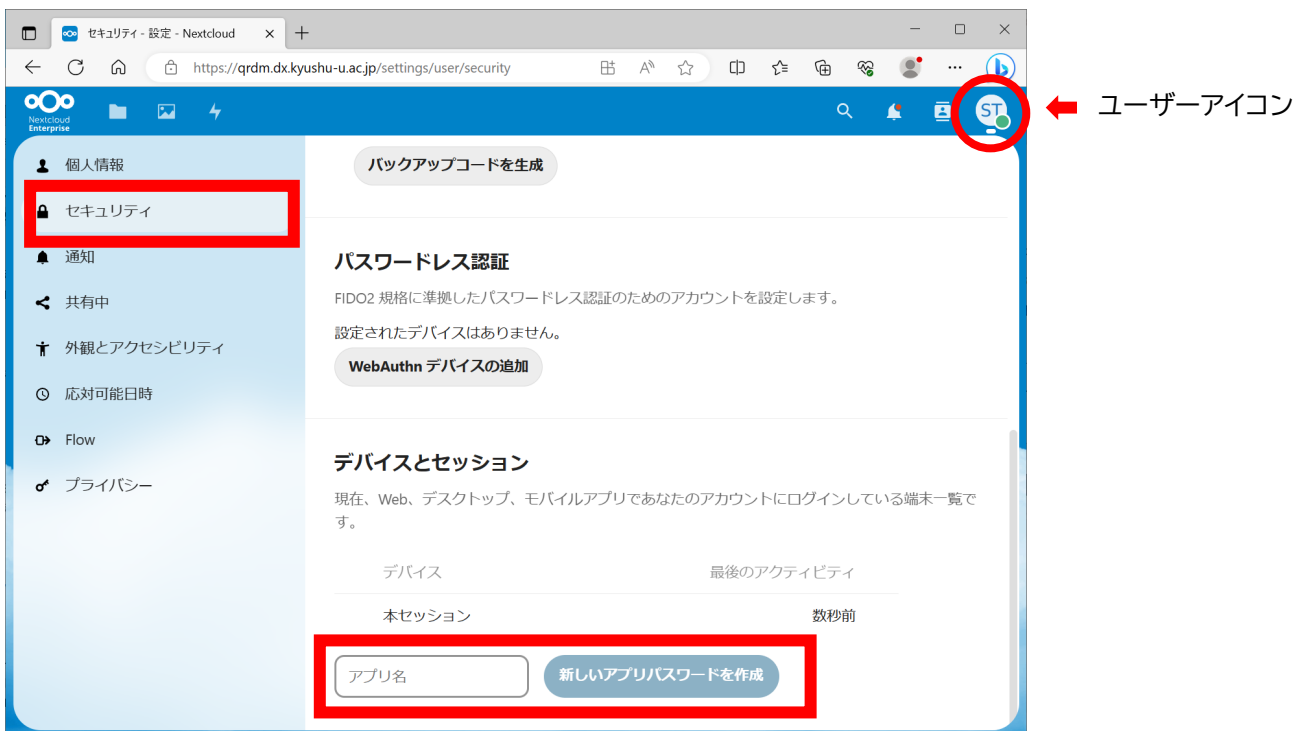 セキュリティ - 設定 - Nextcloud
https://qrdm.dx.kyushu-u.ac.jp/settings/user/security
Nextcloud
Enterprise
ST
ユーザーアイコン
個人情報
セキュリティ
通知
共有中
外観とアクセシビリティ
応対可能日時
Flow
プライバシー
バックアップコードを生成
パスワードレス認証
FIDO2 規格に準拠したパスワードレス認証のためのアカウントを設定します。
設定されたデバイスはありません。
WebAuthn デバイスの追加
デバイスとセッション
現在、Web、デスクトップ、モバイルアプリであなたのアカウントにログインしている端末一覧で
す。
デバイス 最後のアクティビティ
本セッション 数秒前
アプリ名 新しいアプリパスワードを作成